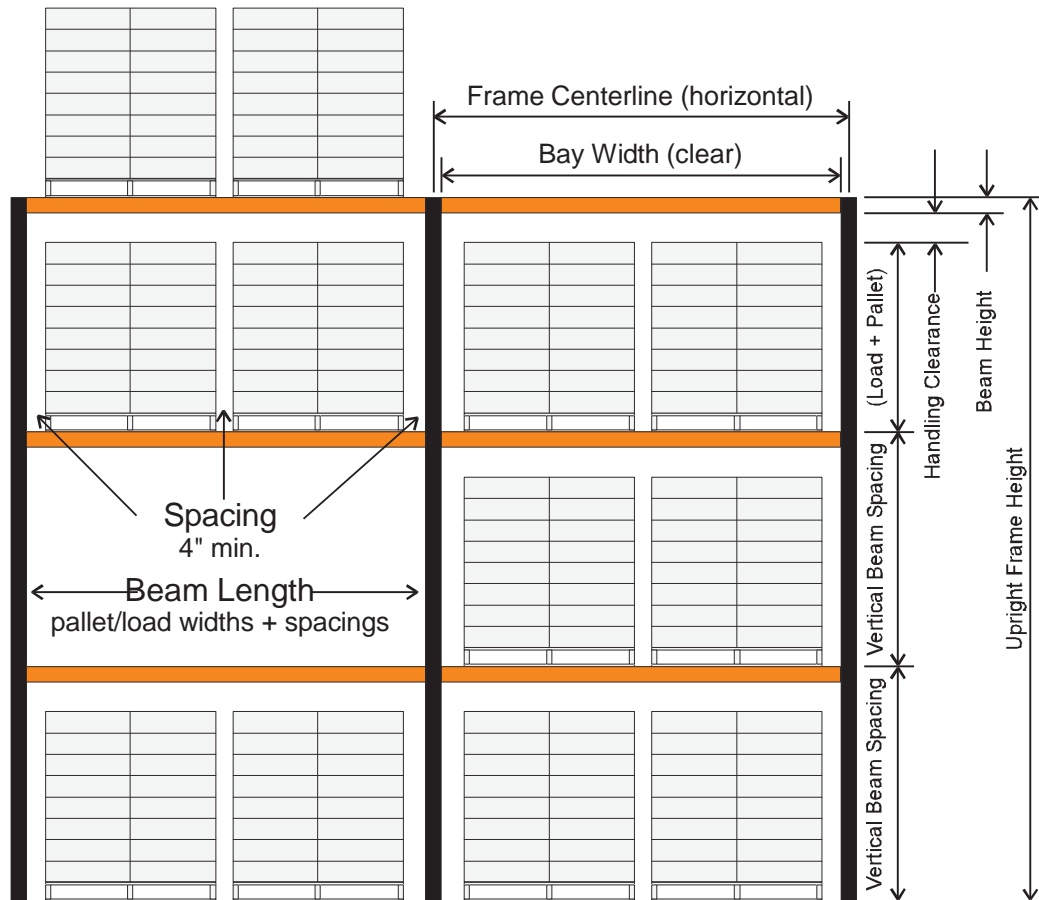 Frame Centerline (horizontal)
Bay Width (clear)
(Load + Pallet)
Handling Clearance
Beam Height
Upright Frame Height
Spacing
4" min.
Beam Length
pallet/load widths + spacings
Vertical Beam Spacing
Vertical Beam Spacing